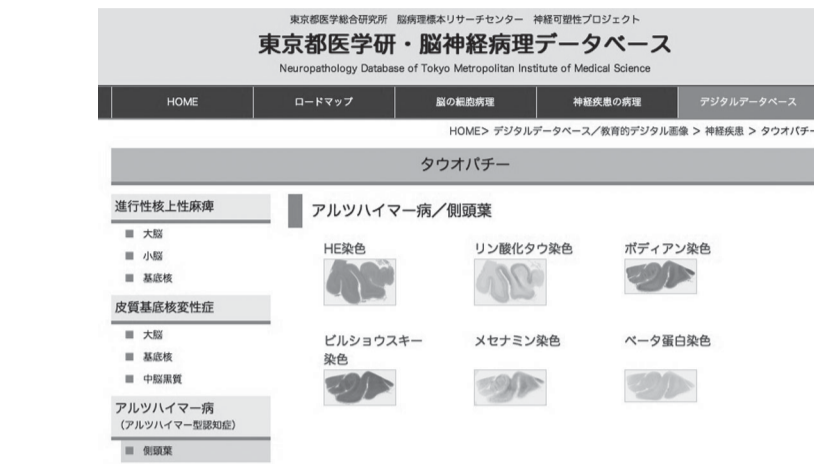 東京都医学総合研究所　脳病理標本リサーチセンター　神経可塑性プロジェクト
東京都医学研・脳神経病理データベース
Neuropathology Database of Tokyo Metropolitan Institute of Medical Science
HOME　ロードマップ　脳の細胞病理　神経疾患の病理　デジタルデータベース
HOME> デジタルデータベース／教育的デジタル画像 > 神経疾患 > タウオパチー
タウオパチー
進行性核上性麻痺
大脳
小脳
基底核
皮質基底核変性症
大脳
基底核
中脳黒質
アルツハイマー病
（アルツハイマー型認知症）
側頭葉
アルツハイマー病／側頭葉
HE染色　リン酸化タウ染色　ボディアン染色
ビルショウスキー
染色
メセナミン染色　ベータ蛋白染色